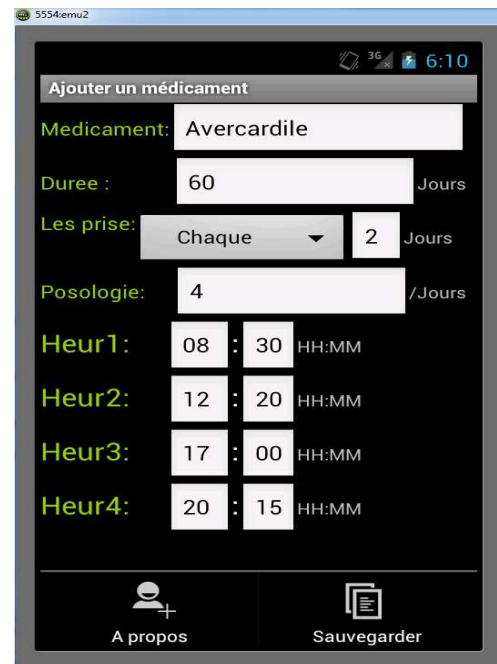 5554:emu2
3G 6:10
Ajouter un médicament
Medicament: Avercardile
Duree : 60 Jours
Les prise: Chaque 2 Jours
Posologie: 4 /Jours
Heur1: 08 : 30 HH:MM
Heur2: 12 : 20 HH:MM
Heur3: 17 : 00 HH:MM
Heur4: 20 : 15 HH:MM
A propos Sauvegarder